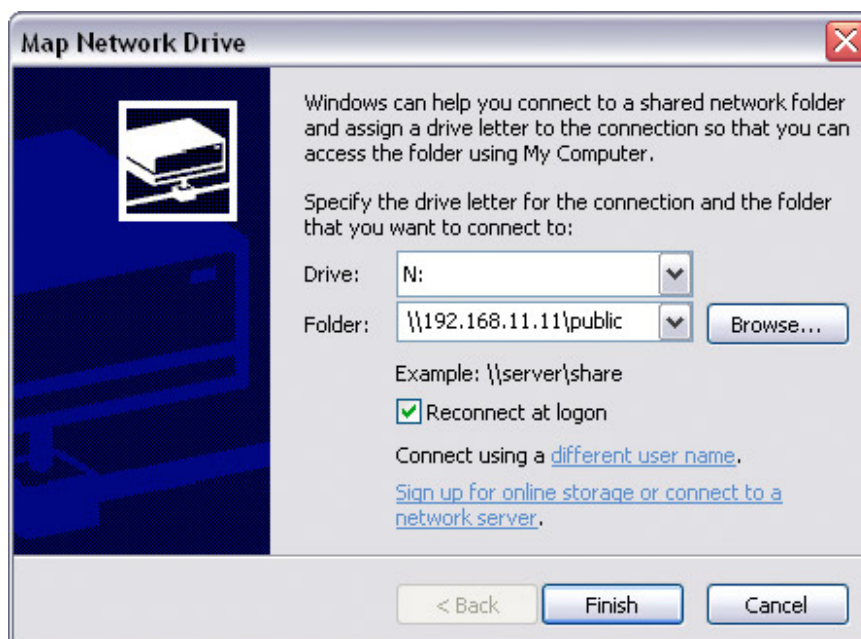 Map Network Drive
Windows can help you connect to a shared network folder
and assign a drive letter to the connection so that you can
access the folder using My Computer.
Specify the drive letter for the connection and the folder
that you want to connect to:
Drive: N:
Folder: \\192.168.11.11\public Browse...
Example: \\server\share
Reconnect at logon
Connect using a different user name.
Sign up for online storage or connect to a
network server.
< Back Finish Cancel